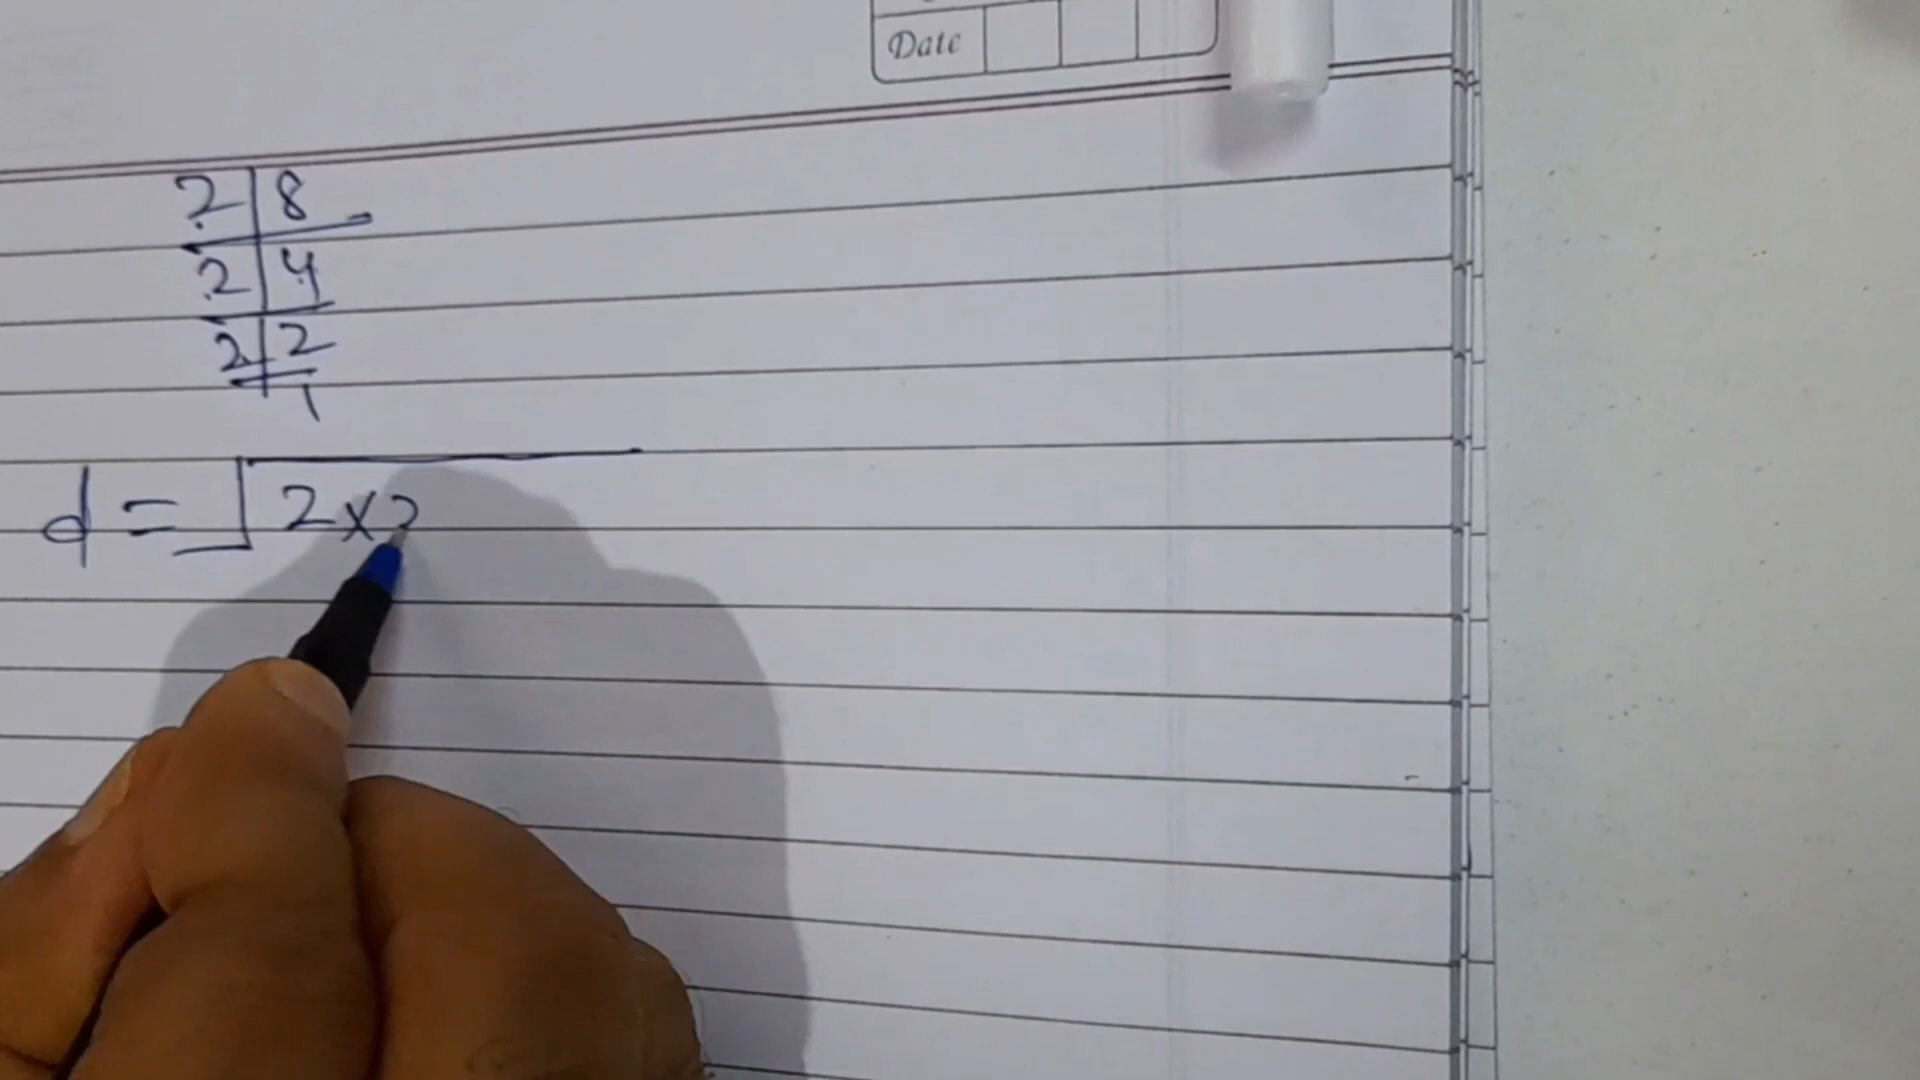 Date
2 | 8
2 | 4
2 | 2
1
d = √2×2